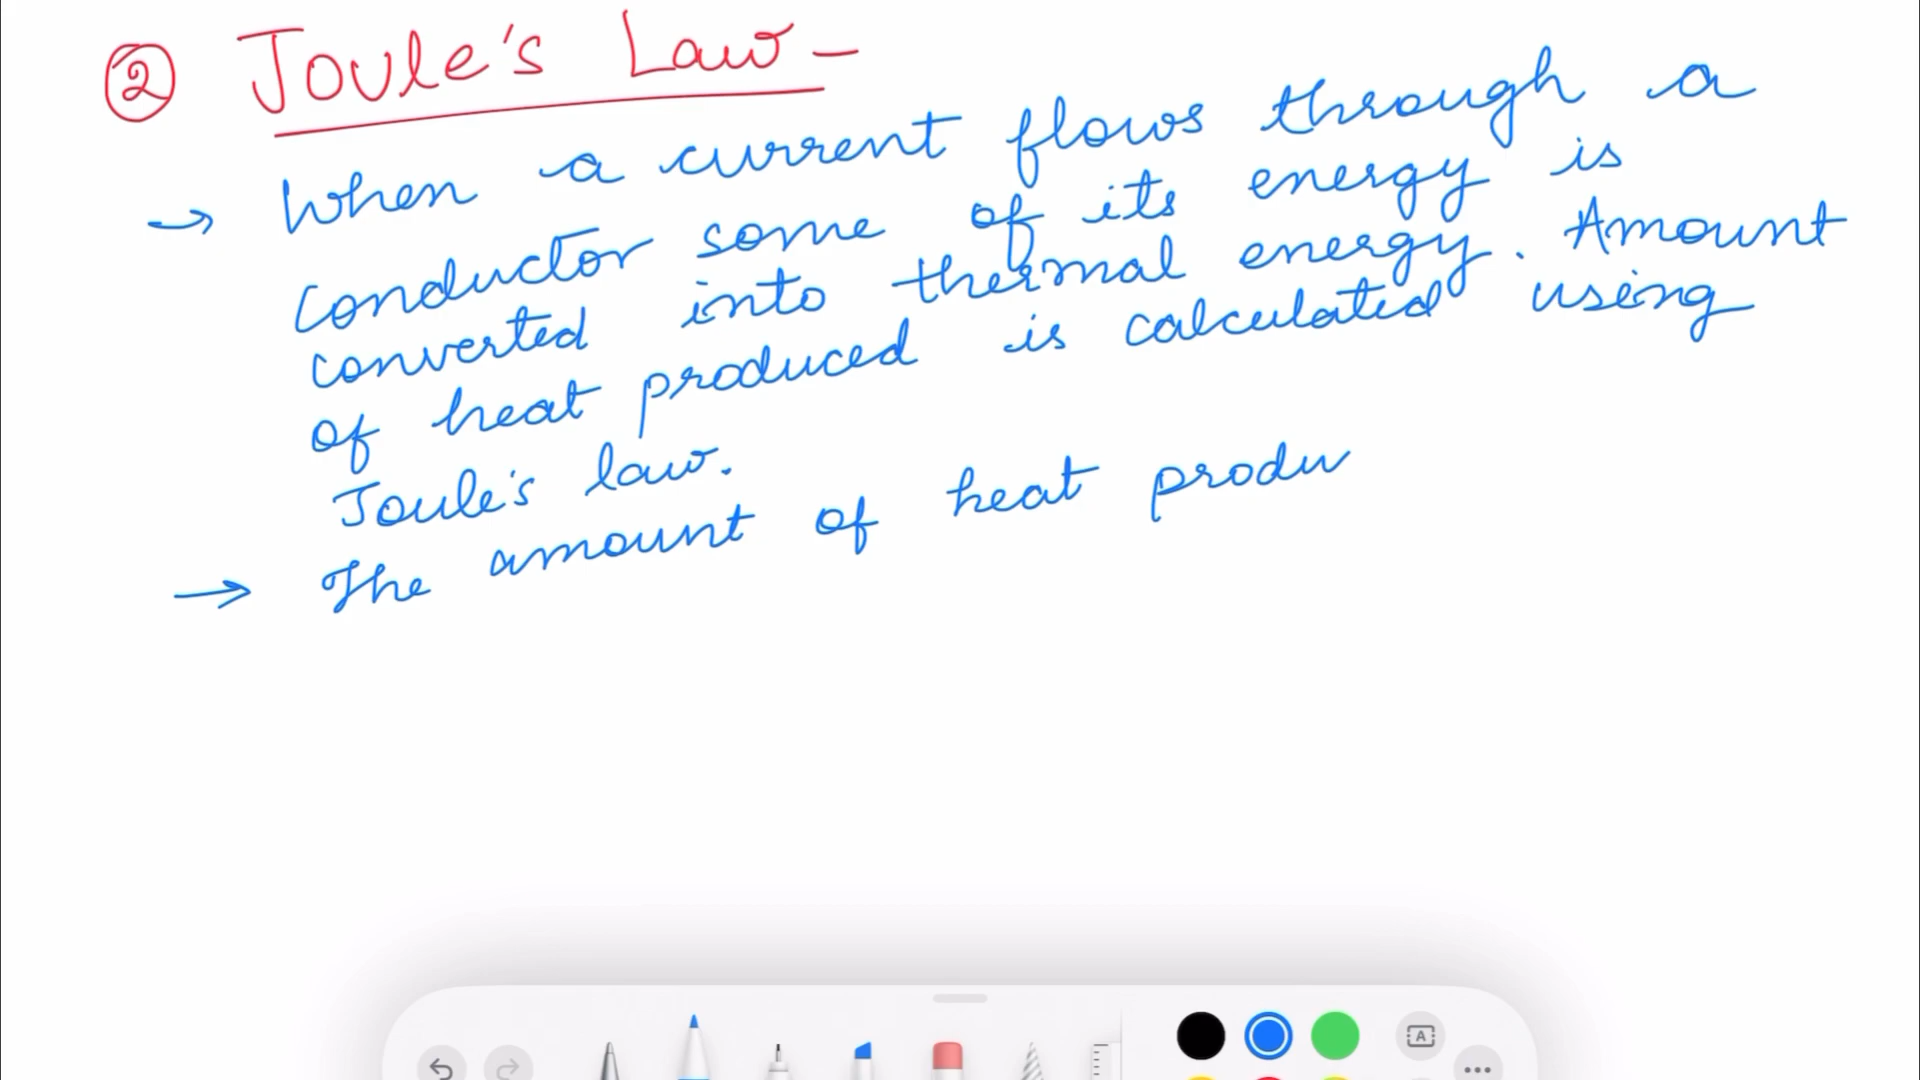 ② Joule's Law -
→ When a current flows through a
conductor some of its energy is
converted into thermal energy. Amount
of heat produced is calculated using
Joule's law.
→ The amount of heat produ
A